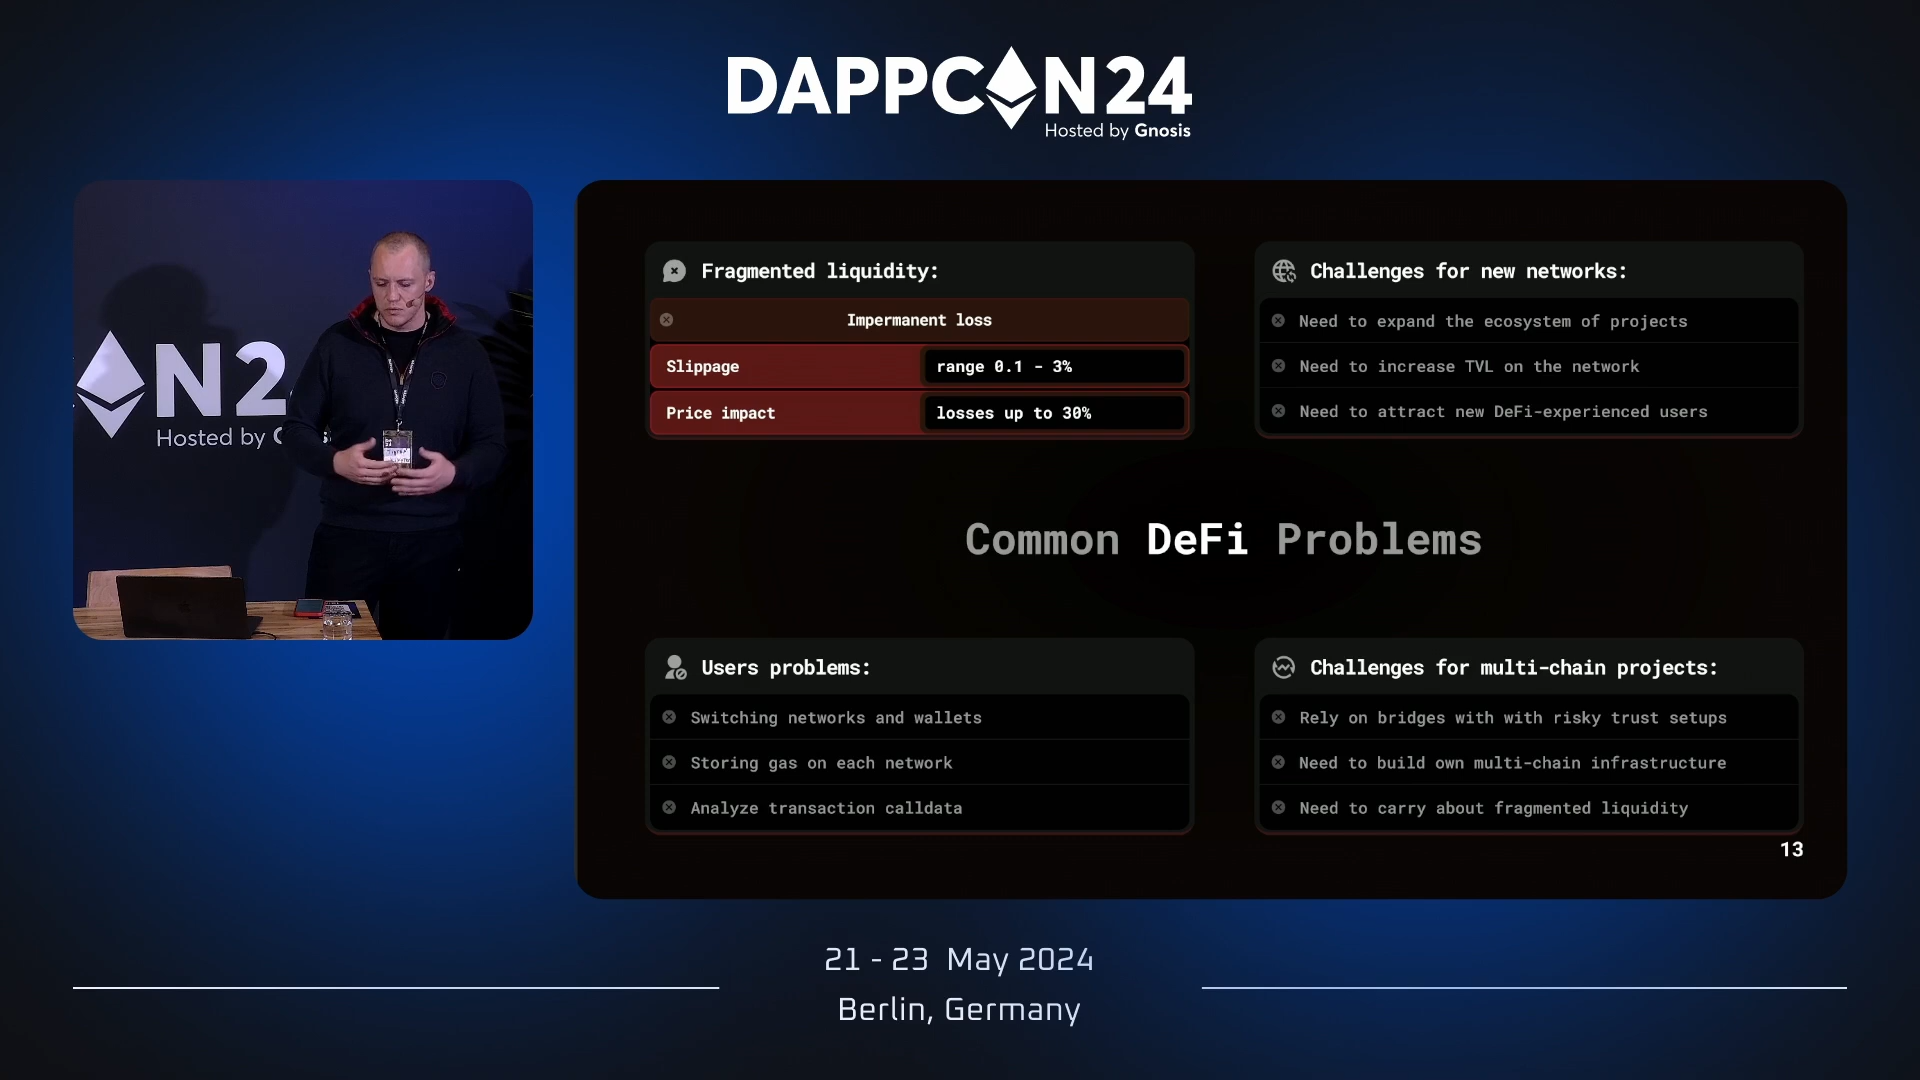 DAPPCON24
Hosted by Gnosis
N2
Hosted by G
Fragmented liquidity:
Impermanent loss
Slippage
range 0.1 - 3%
Price impact
losses up to 30%
Challenges for new networks:
Need to expand the ecosystem of projects
Need to increase TVL on the network
Need to attract new DeFi-experienced users
Common DeFi Problems
Users problems:
Switching networks and wallets
Storing gas on each network
Analyze transaction calldata
Challenges for multi-chain projects:
Rely on bridges with with risky trust setups
Need to build own multi-chain infrastructure
Need to carry about fragmented liquidity
13
21 - 23 May 2024
Berlin, Germany